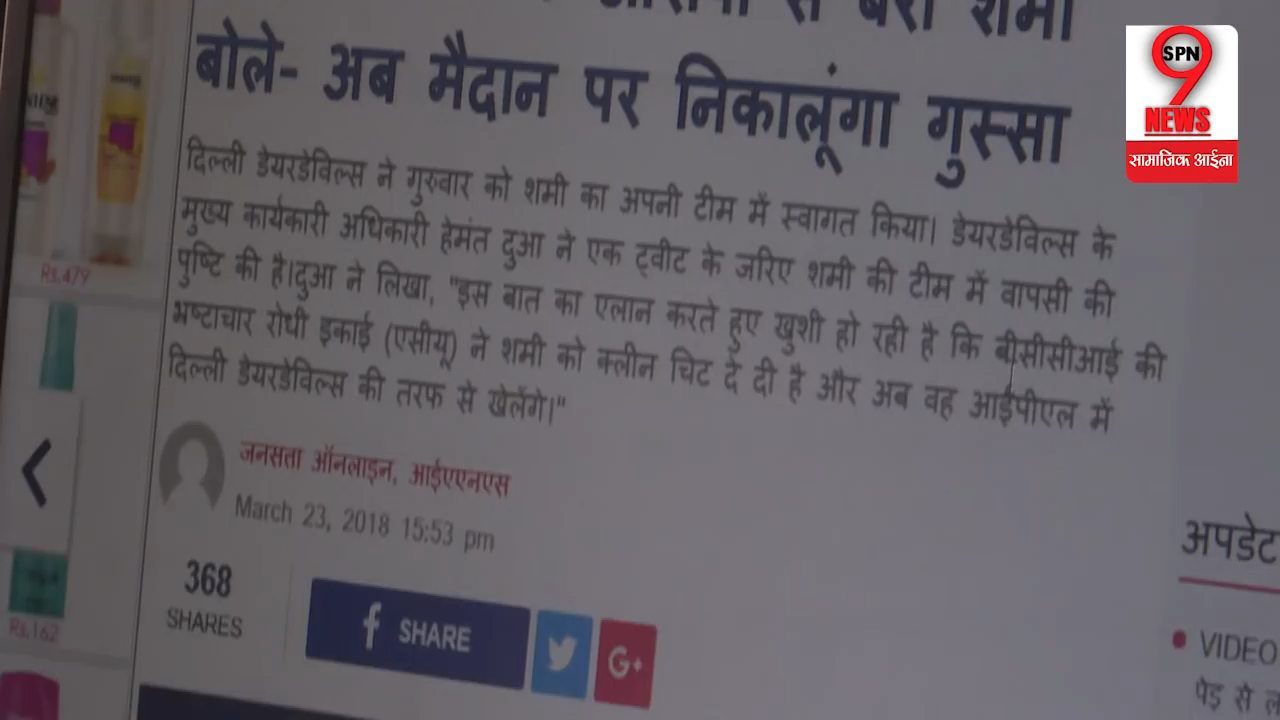 से बरी शमी
बोले- अब मैदान पर निकालूंगा गुस्सा
दिल्ली डेयरडेविल्स ने गुरुवार को शमी का अपनी टीम में स्वागत किया। डेयरडेविल्स के
मुख्य कार्यकारी अधिकारी हेमंत दुआ ने एक ट्वीट के जरिए शमी की टीम में वापसी की
पुष्टि की है।दुआ ने लिखा, "इस बात का एलान करते हुए खुशी हो रही है कि बीसीसीआई की
भ्रष्टाचार रोधी इकाई (एसीयू) ने शमी को क्लीन चिट दे दी है और अब वह आईपीएल में
दिल्ली डेयरडेविल्स की तरफ से खेलेंगे।"
जनसत्ता ऑनलाइन, आईएएनएस
March 23, 2018 15:53 pm
368
SHARES
f SHARE
G+
Rs.479
Rs.162
अपडेट
VIDEO
पेड़ से
9
SPN
NEWS
सामाजिक आईना